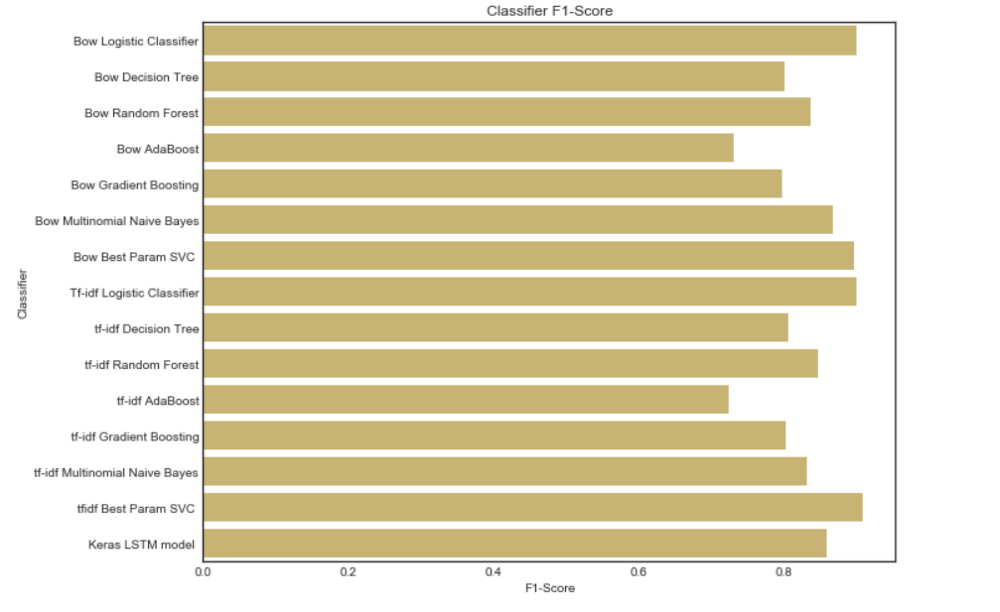 Classifier F1-Score
Bow Logistic Classifier
Bow Decision Tree
Bow Random Forest
Bow AdaBoost
Bow Gradient Boosting
Bow Multinomial Naive Bayes
Bow Best Param SVC
Tf-idf Logistic Classifier
tf-idf Decision Tree
tf-idf Random Forest
tf-idf AdaBoost
tf-idf Gradient Boosting
tf-idf Multinomial Naive Bayes
tfidf Best Param SVC
Keras LSTM model
Classifier
0.0 0.2 0.4 0.6 0.8
F1-Score